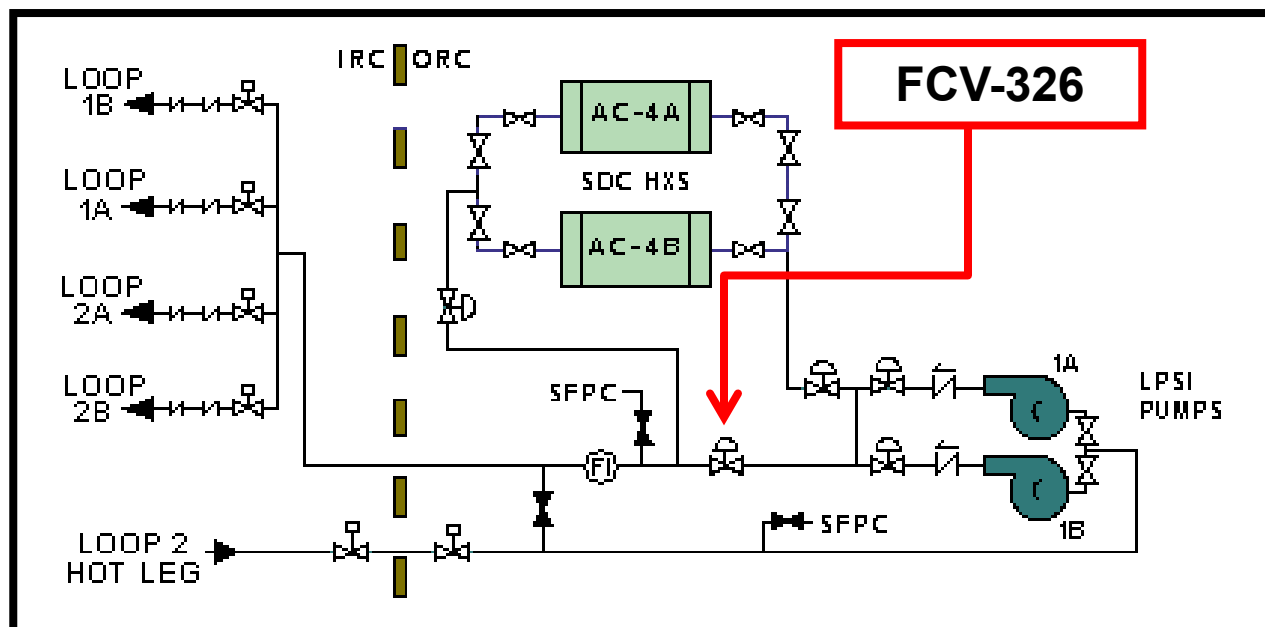 IRC ORC
FCV-326
LOOP
1B
LOOP
1A
LOOP
2A
LOOP
2B
AC-4A
SDC HXS
AC-4B
SFPC
FI
1A
LPSI
PUMPS
C
C
1B
SFPC
LOOP 2
HOT LEG